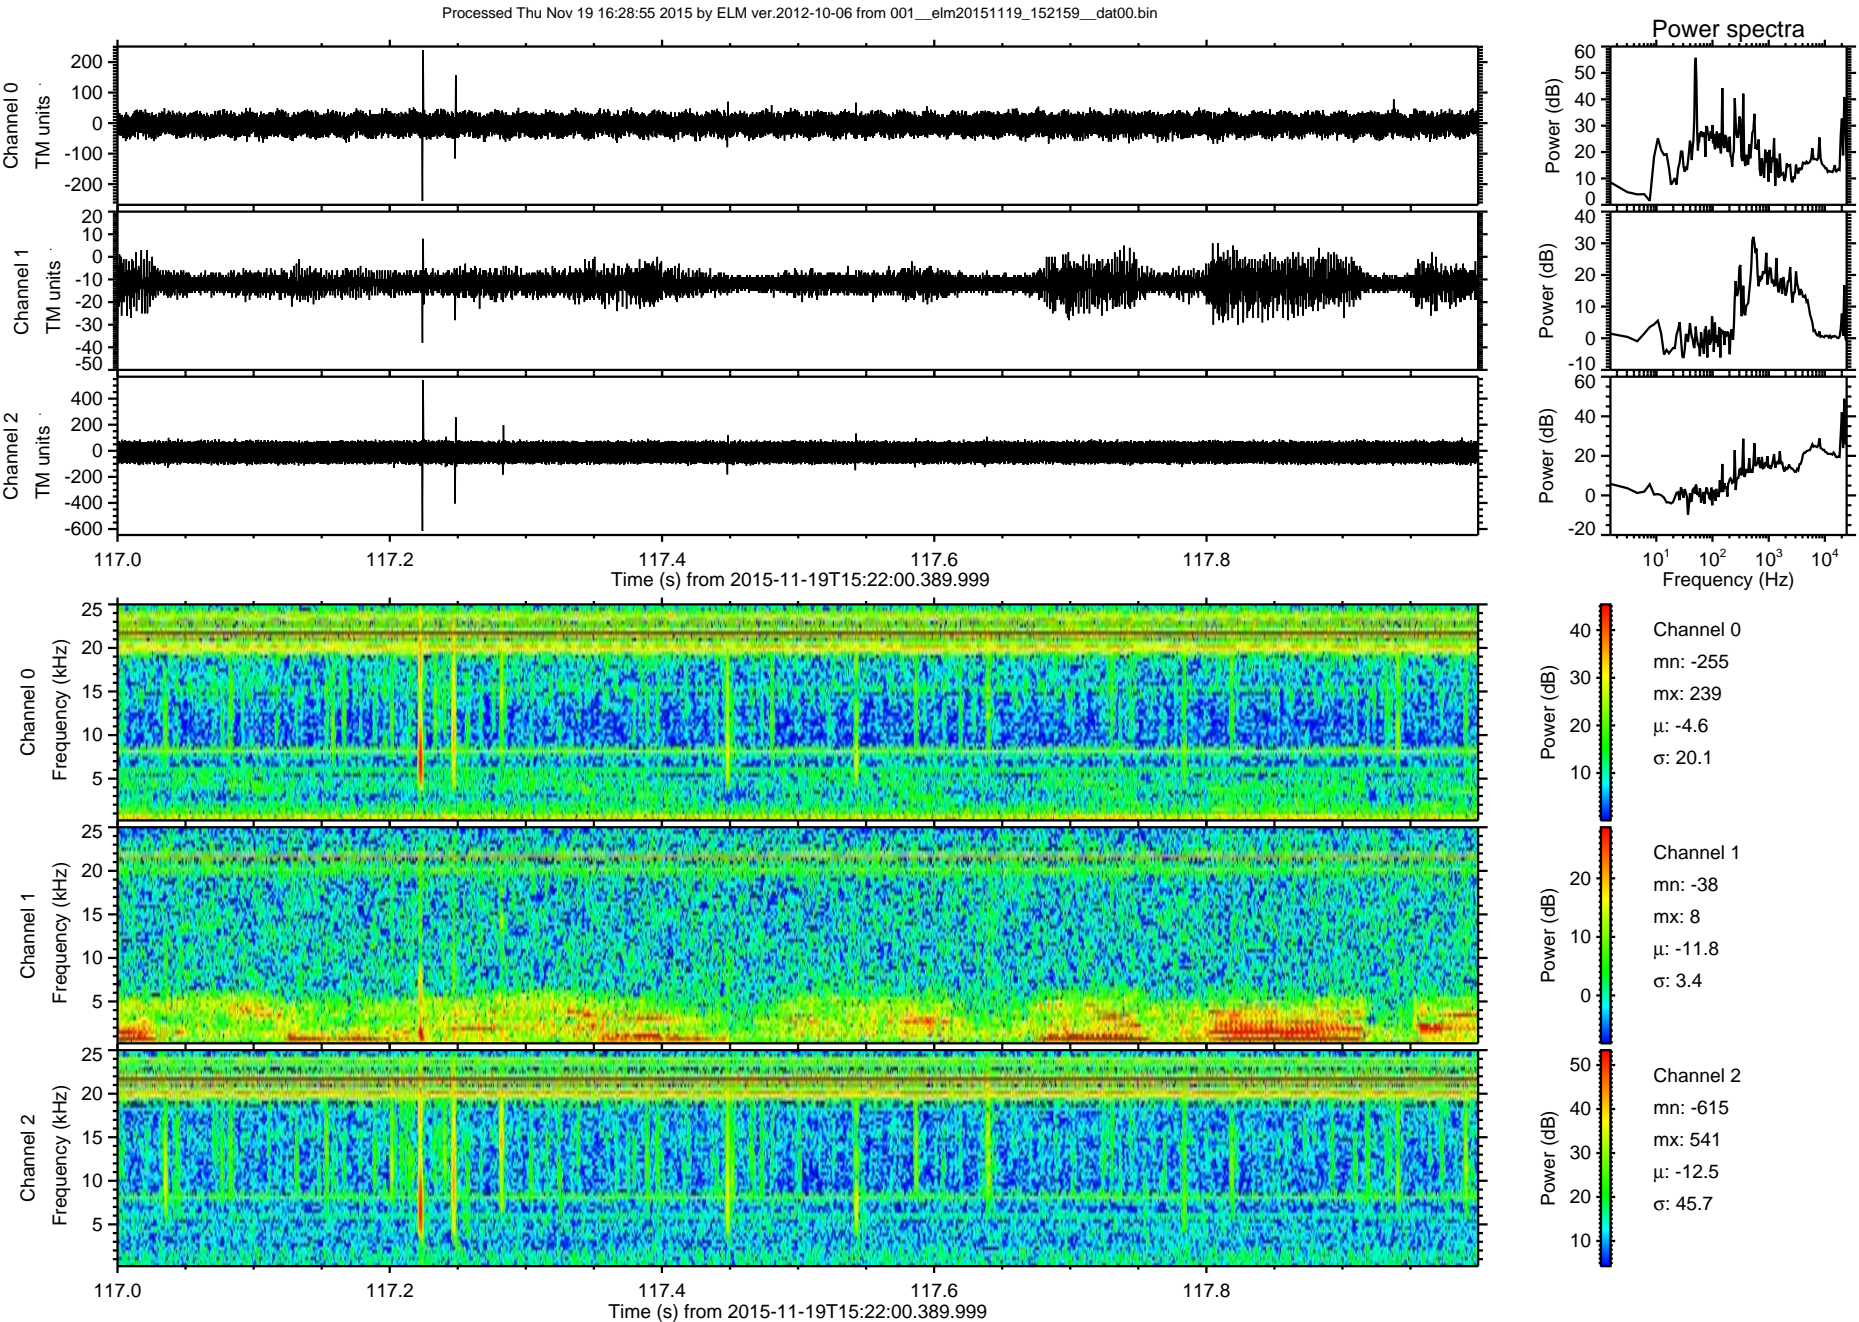 Processed Thu Nov 19 16:28:55 2015 by ELM ver.2012-10-06 from 001__elm20151119_152159__dat00.bin
Power spectra
Channel 0
TM units
200
100
0
-100
-200
Power (dB)
60
50
40
30
20
10
0
Channel 1
TM units
20
10
0
-10
-20
-30
-40
-50
Power (dB)
40
30
20
10
0
-10
Channel 2
TM units
400
200
0
-200
-400
-600
Power (dB)
60
40
20
0
-20
117.0 117.2 117.4 117.6 117.8
Time (s) from 2015-11-19T15:22:00.389.999
10¹ 10² 10³ 10⁴
Frequency (Hz)
Channel 0
Frequency (kHz)
25
20
15
10
5
Power (dB)
40
30
20
10
Channel 0
mn: -255
mx: 239
μ: -4.6
σ: 20.1
Channel 1
Frequency (kHz)
25
20
15
10
5
Power (dB)
20
10
0
Channel 1
mn: -38
mx: 8
μ: -11.8
σ: 3.4
Channel 2
Frequency (kHz)
25
20
15
10
5
Power (dB)
50
40
30
20
10
Channel 2
mn: -615
mx: 541
μ: -12.5
σ: 45.7
117.0 117.2 117.4 117.6 117.8
Time (s) from 2015-11-19T15:22:00.389.999